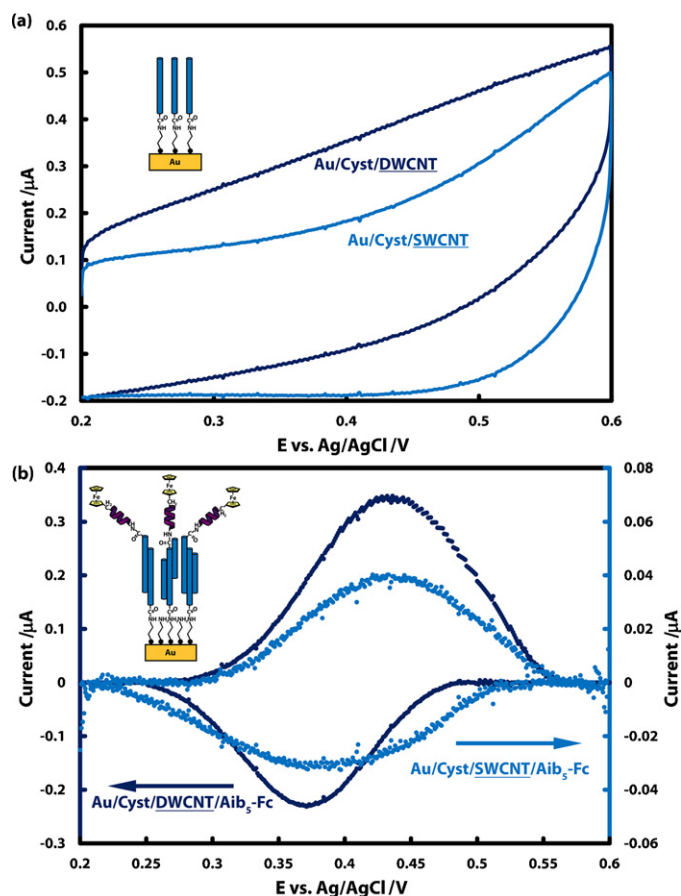 (a)
0.6
0.5
0.4
0.3
0.2
0.1
0.0
-0.1
-0.2
Current /µA
C O
NH
C O
NH
C O
NH
Au
Au/Cyst/DWCNT
Au/Cyst/SWCNT
0.2 0.3 0.4 0.5 0.6
E vs. Ag/AgCl /V
(b)
0.4
0.3
0.2
0.1
0
-0.1
-0.2
-0.3
Current /µA
0.08
0.06
0.04
0.02
0
-0.02
-0.04
-0.06
Current /µA
Fe
Fe
Fe
Au
Au/Cyst/DWCNT/Aib₅-Fc
Au/Cyst/SWCNT/Aib₅-Fc
0.2 0.25 0.3 0.35 0.4 0.45 0.5 0.55 0.6
E vs. Ag/AgCl /V